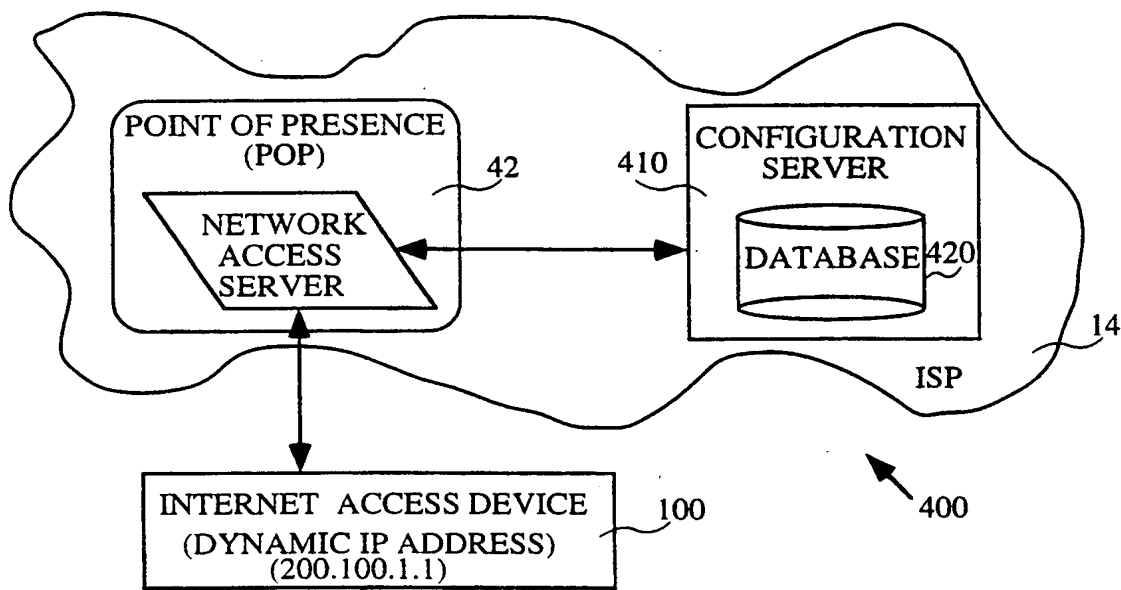 POINT OF PRESENCE
(POP)
42
NETWORK
ACCESS
SERVER
410
CONFIGURATION
SERVER
DATABASE
420
14
ISP
INTERNET ACCESS DEVICE
(DYNAMIC IP ADDRESS)
(200.100.1.1)
100
400